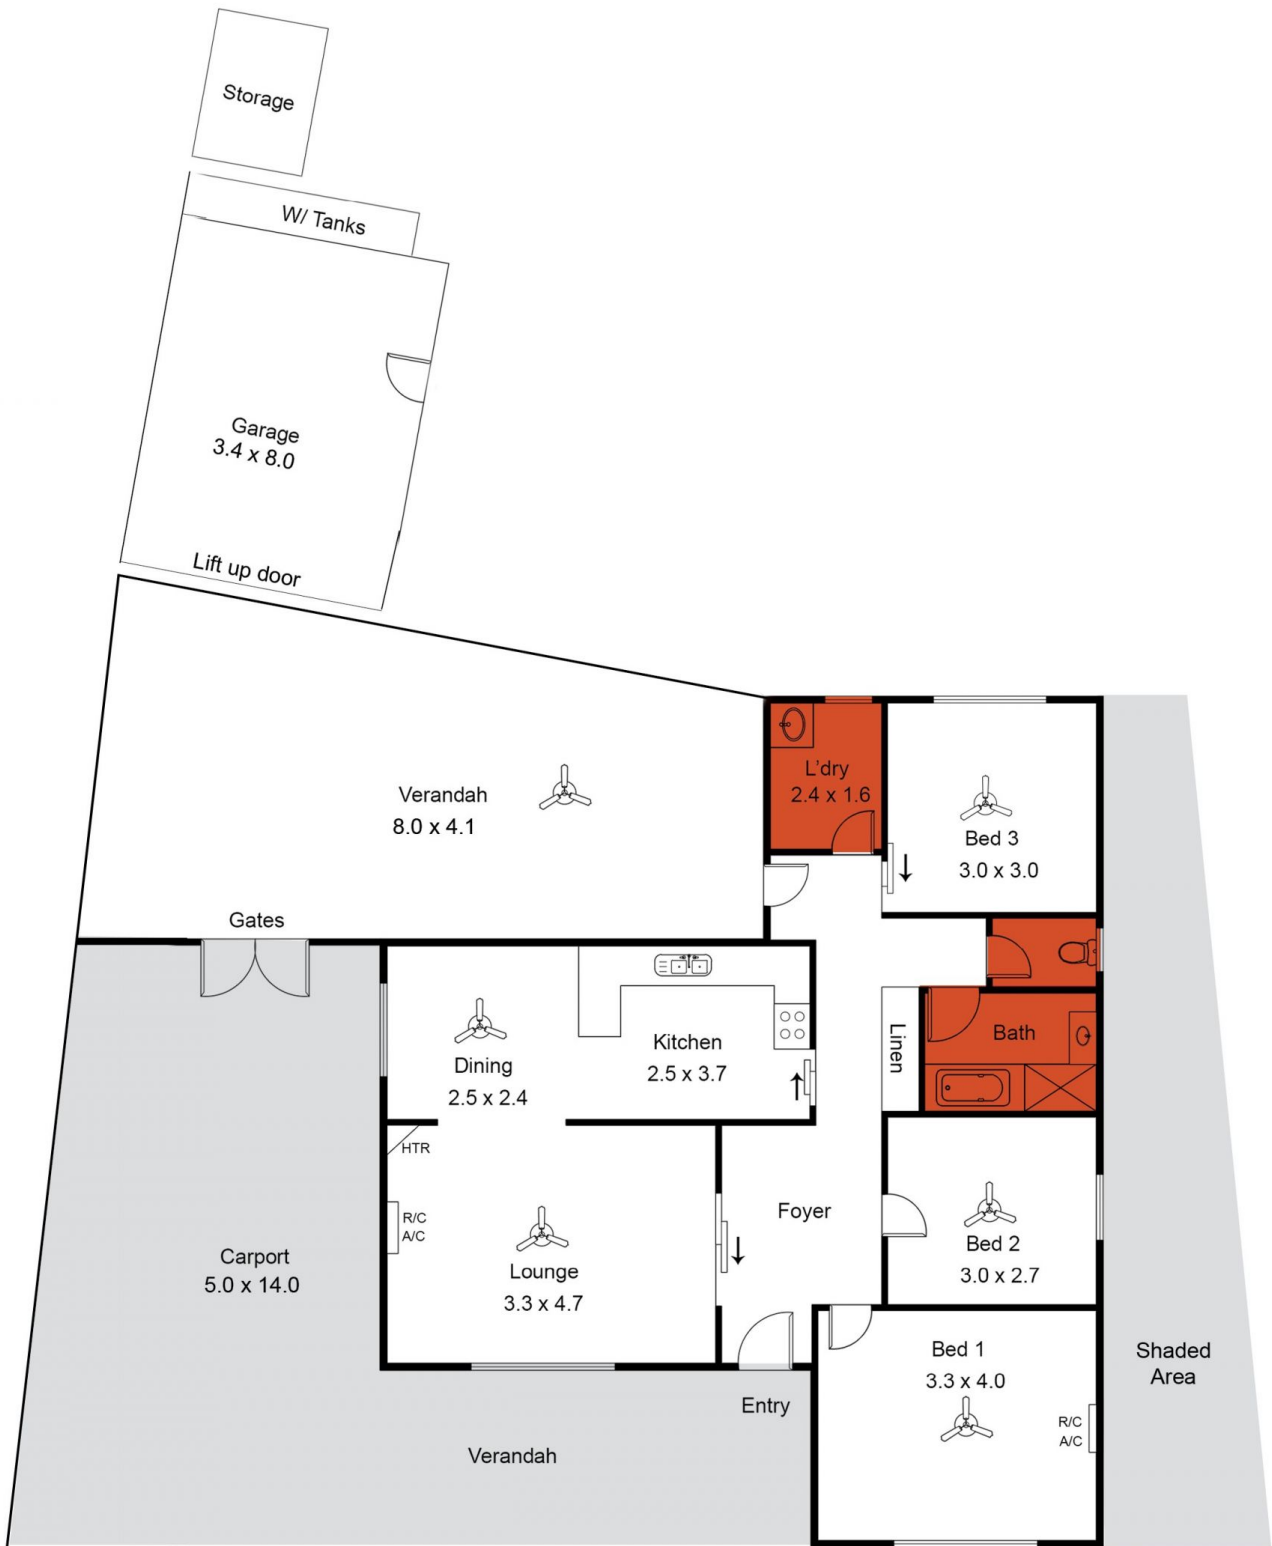 Storage
W/ Tanks
Garage
3.4 x 8.0
Lift up door
Verandah
8.0 x 4.1
L'dry
2.4 x 1.6
Bed 3
3.0 x 3.0
Gates
Dining
2.5 x 2.4
Kitchen
2.5 x 3.7
Linen
Bath
HTR
R/C
A/C
Lounge
3.3 x 4.7
Foyer
Bed 2
3.0 x 2.7
Carport
5.0 x 14.0
Bed 1
3.3 x 4.0
R/C
A/C
Shaded
Area
Entry
Verandah